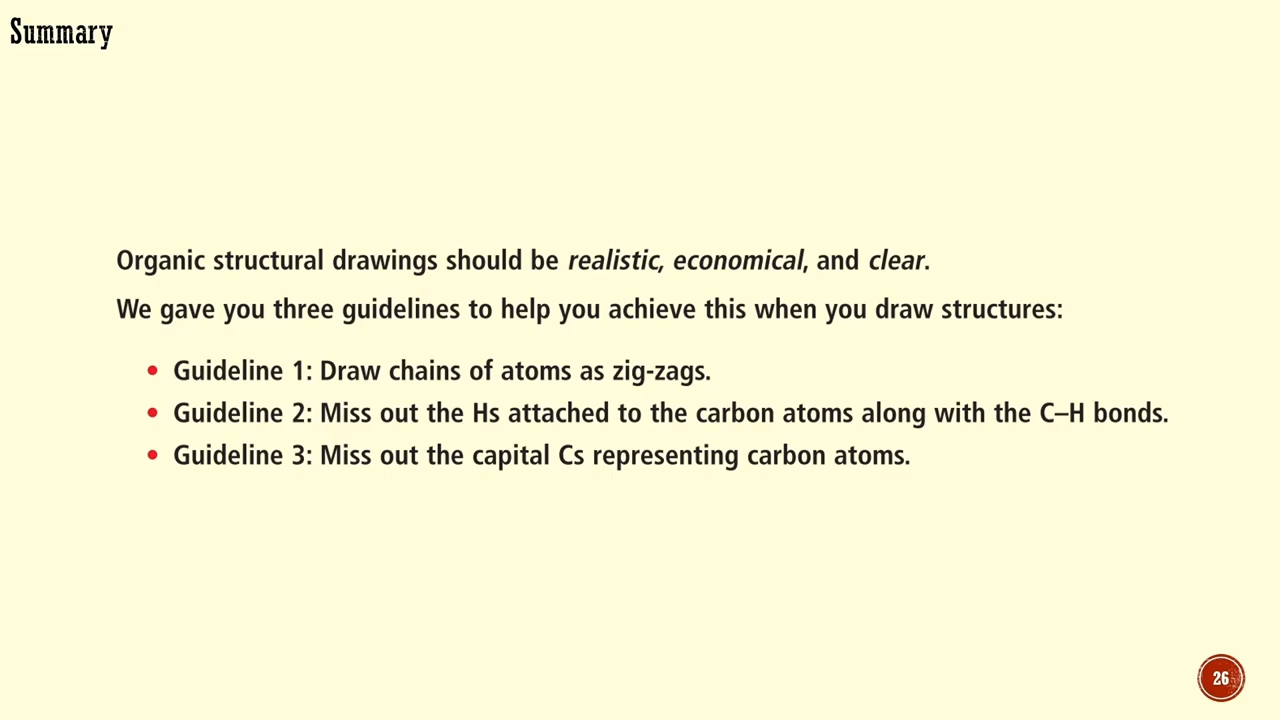 Summary
Organic structural drawings should be realistic, economical, and clear.
We gave you three guidelines to help you achieve this when you draw structures:
• Guideline 1: Draw chains of atoms as zig-zags.
• Guideline 2: Miss out the Hs attached to the carbon atoms along with the C–H bonds.
• Guideline 3: Miss out the capital Cs representing carbon atoms.
26